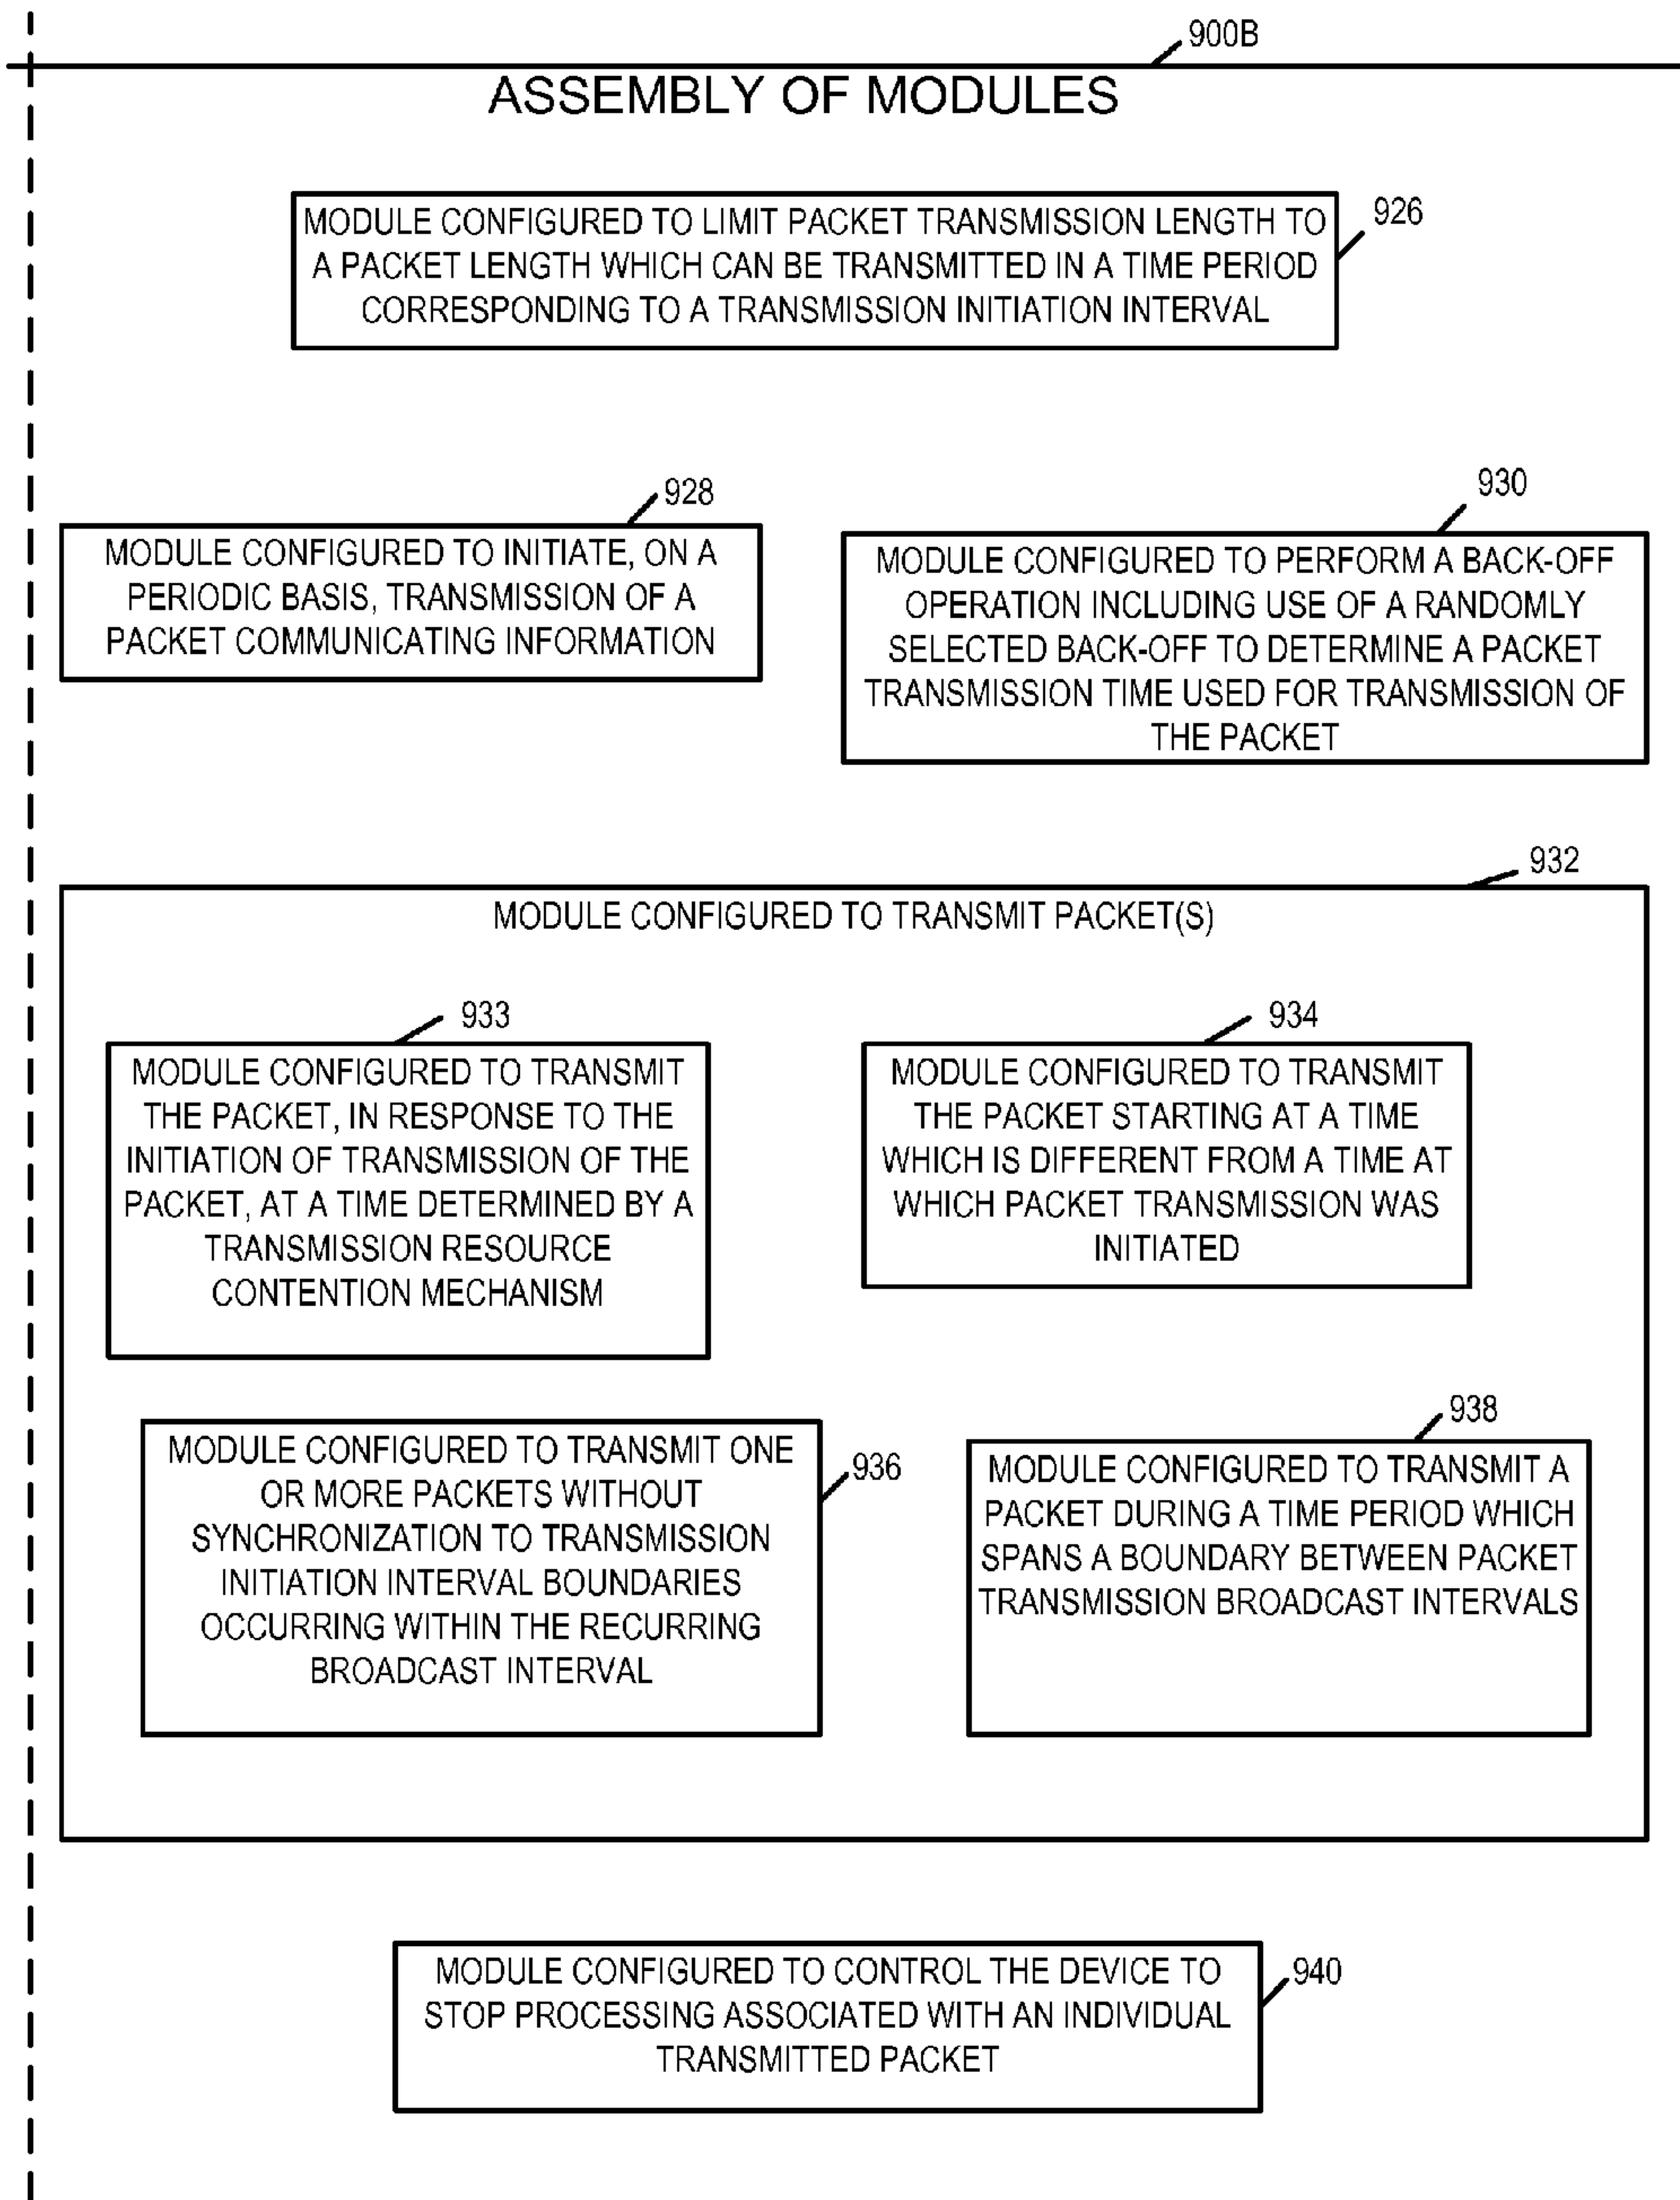 900B
ASSEMBLY OF MODULES
MODULE CONFIGURED TO LIMIT PACKET TRANSMISSION LENGTH TO
A PACKET LENGTH WHICH CAN BE TRANSMITTED IN A TIME PERIOD
CORRESPONDING TO A TRANSMISSION INITIATION INTERVAL
926
928
MODULE CONFIGURED TO INITIATE, ON A
PERIODIC BASIS, TRANSMISSION OF A
PACKET COMMUNICATING INFORMATION
930
MODULE CONFIGURED TO PERFORM A BACK-OFF
OPERATION INCLUDING USE OF A RANDOMLY
SELECTED BACK-OFF TO DETERMINE A PACKET
TRANSMISSION TIME USED FOR TRANSMISSION OF
THE PACKET
932
MODULE CONFIGURED TO TRANSMIT PACKET(S)
933
MODULE CONFIGURED TO TRANSMIT
THE PACKET, IN RESPONSE TO THE
INITIATION OF TRANSMISSION OF THE
PACKET, AT A TIME DETERMINED BY A
TRANSMISSION RESOURCE
CONTENTION MECHANISM
934
MODULE CONFIGURED TO TRANSMIT
THE PACKET STARTING AT A TIME
WHICH IS DIFFERENT FROM A TIME AT
WHICH PACKET TRANSMISSION WAS
INITIATED
MODULE CONFIGURED TO TRANSMIT ONE
OR MORE PACKETS WITHOUT
SYNCHRONIZATION TO TRANSMISSION
INITIATION INTERVAL BOUNDARIES
OCCURRING WITHIN THE RECURRING
BROADCAST INTERVAL
936
938
MODULE CONFIGURED TO TRANSMIT A
PACKET DURING A TIME PERIOD WHICH
SPANS A BOUNDARY BETWEEN PACKET
TRANSMISSION BROADCAST INTERVALS
MODULE CONFIGURED TO CONTROL THE DEVICE TO
STOP PROCESSING ASSOCIATED WITH AN INDIVIDUAL
TRANSMITTED PACKET
940